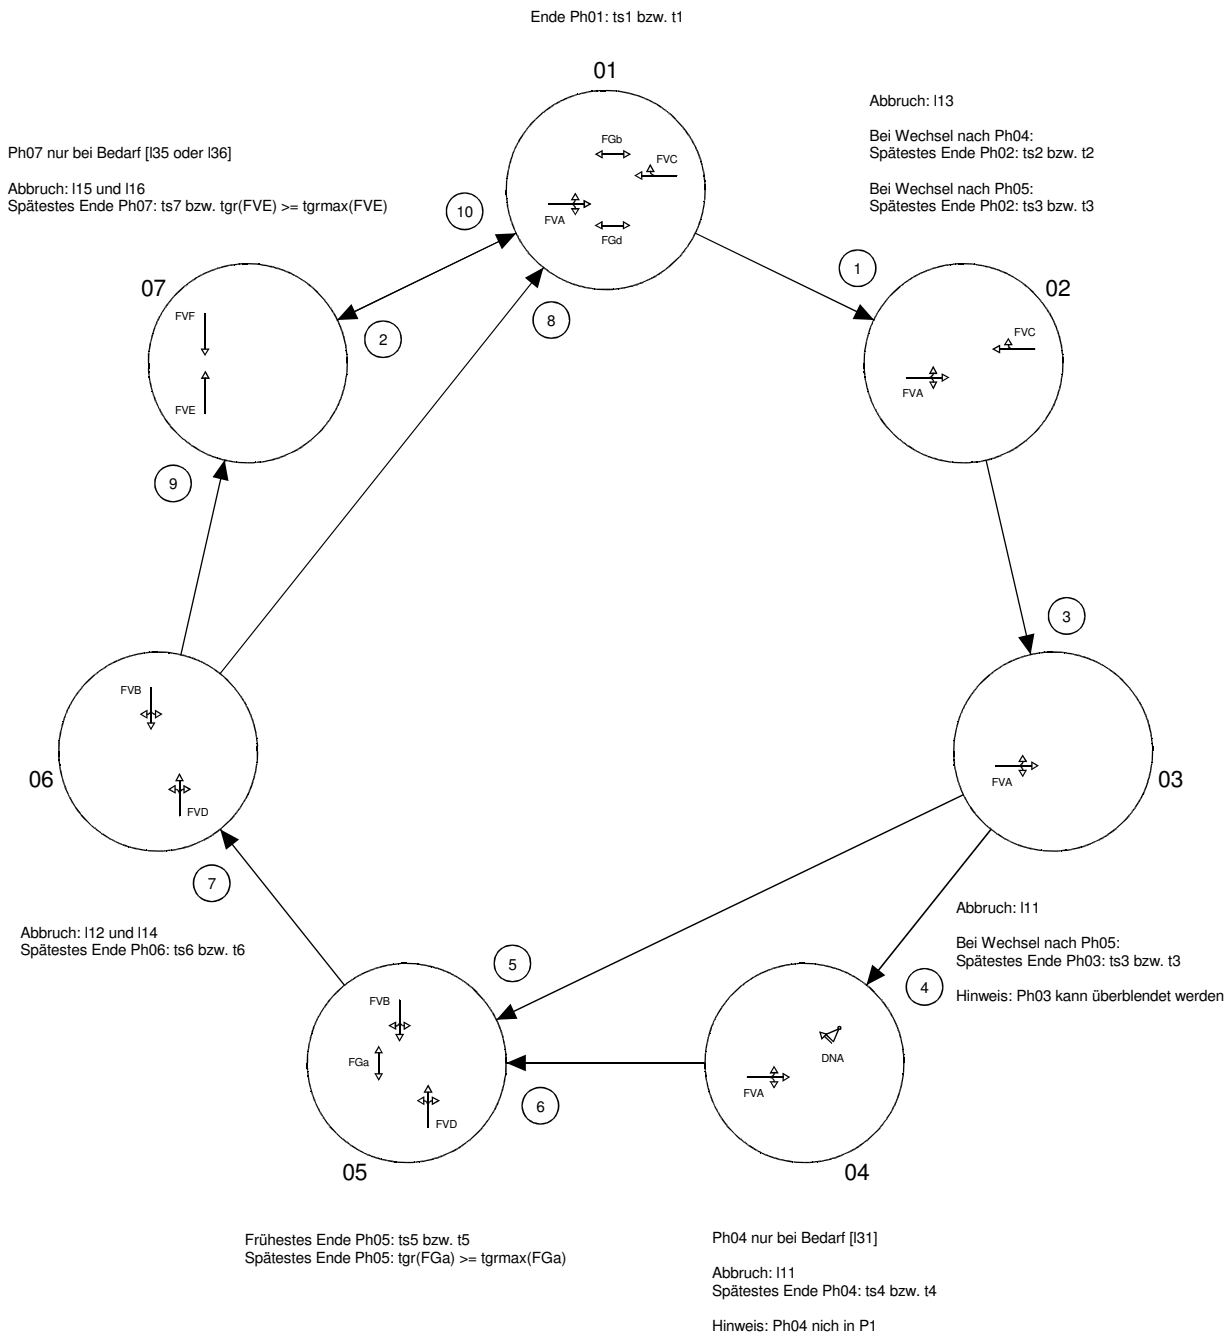 Ende Ph01: ts1 bzw. t1
01
FGb
FVC
FVA
FGd
Abbruch: l13
Bei Wechsel nach Ph04:
Spätestes Ende Ph02: ts2 bzw. t2
Bei Wechsel nach Ph05:
Spätestes Ende Ph02: ts3 bzw. t3
Ph07 nur bei Bedarf [l35 oder l36]
Abbruch: l15 und l16
Spätestes Ende Ph07: ts7 bzw. tgr(FVE) >= tgrmax(FVE)
10
1
2
8
07
FVF
FVE
02
FVC
FVA
9
3
06
FVB
FVD
03
FVA
7
Abbruch: l12 und l14
Spätestes Ende Ph06: ts6 bzw. t6
Abbruch: l11
Bei Wechsel nach Ph05:
Spätestes Ende Ph03: ts3 bzw. t3
Hinweis: Ph03 kann überblendet werden
5
4
6
FVB
FGa
FVD
05
DNA
FVA
04
Frühestes Ende Ph05: ts5 bzw. t5
Spätestes Ende Ph05: tgr(FGa) >= tgrmax(FGa)
Ph04 nur bei Bedarf [l31]
Abbruch: l11
Spätestes Ende Ph04: ts4 bzw. t4
Hinweis: Ph04 nich in P1